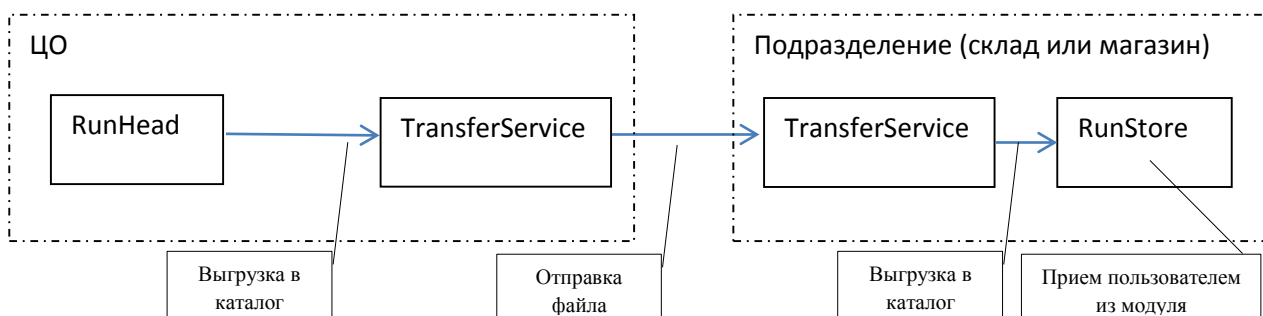 ЦО
Подразделение (склад или магазин)
RunHead
TransferService
TransferService
RunStore
Выгрузка в
каталог
Отправка
файла
Выгрузка в
каталог
Прием пользователем
из модуля